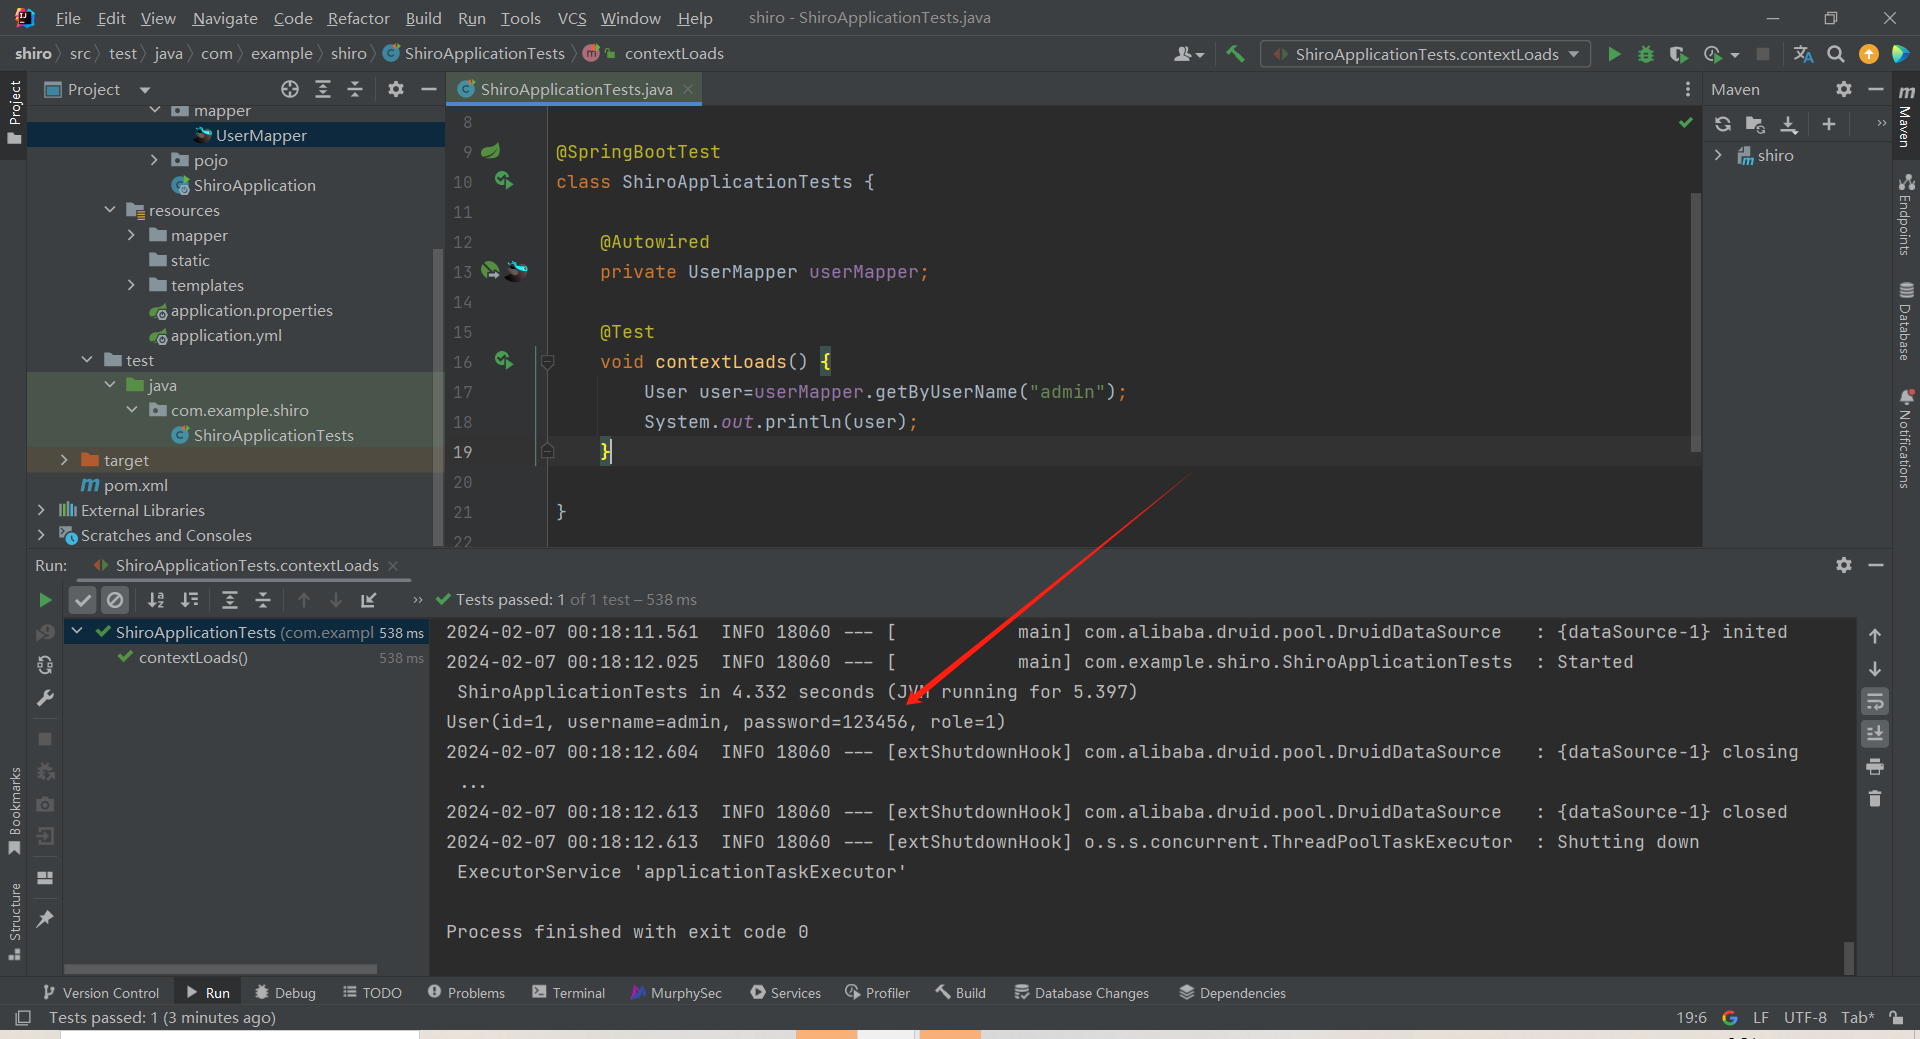 File Edit View Navigate Code Refactor Build Run Tools VCS Window Help shiro - ShiroApplicationTests.java
shiro src test java com example shiro ShiroApplicationTests contextLoads
ShiroApplicationTests.contextLoads
Project
Project
ShiroApplicationTests.java
Maven
mapper
UserMapper
pojo
ShiroApplication
resources
mapper
static
templates
application.properties
application.yml
test
java
com.example.shiro
ShiroApplicationTests
target
pom.xml
External Libraries
Scratches and Consoles
8
9 @SpringBootTest
10 class ShiroApplicationTests {
11
12 @Autowired
13 private UserMapper userMapper;
14
15 @Test
16 void contextLoads() {
17 User user=userMapper.getByUserName("admin");
18 System.out.println(user);
19 }
20
21 }
22
shiro
Maven
Endpoints
Database
Notifications
Run: ShiroApplicationTests.contextLoads
Tests passed: 1 of 1 test – 538 ms
ShiroApplicationTests (com.exampl 538 ms
contextLoads() 538 ms
2024-02-07 00:18:11.561 INFO 18060 --- [ main] com.alibaba.druid.pool.DruidDataSource : {dataSource-1} inited
2024-02-07 00:18:12.025 INFO 18060 --- [ main] com.example.shiro.ShiroApplicationTests : Started
ShiroApplicationTests in 4.332 seconds (JVM running for 5.397)
User(id=1, username=admin, password=123456, role=1)
2024-02-07 00:18:12.604 INFO 18060 --- [extShutdownHook] com.alibaba.druid.pool.DruidDataSource : {dataSource-1} closing
...
2024-02-07 00:18:12.613 INFO 18060 --- [extShutdownHook] com.alibaba.druid.pool.DruidDataSource : {dataSource-1} closed
2024-02-07 00:18:12.613 INFO 18060 --- [extShutdownHook] o.s.s.concurrent.ThreadPoolTaskExecutor : Shutting down
ExecutorService 'applicationTaskExecutor'
Process finished with exit code 0
Bookmarks
Structure
Version Control Run Debug TODO Problems Terminal MurphySec Services Profiler Build Database Changes Dependencies
Tests passed: 1 (3 minutes ago)
19:6 LF UTF-8 Tab*